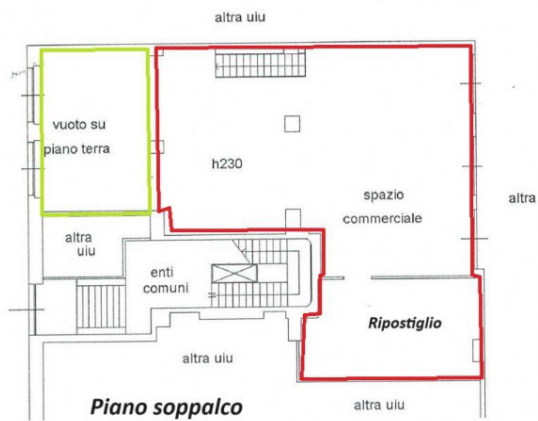 altra uiu
vuoto su
piano terra
h230
spazio
commerciale
altra
altra
uiu
enti
comuni
Ripostiglio
altra uiu
Piano soppalco
altra uiu